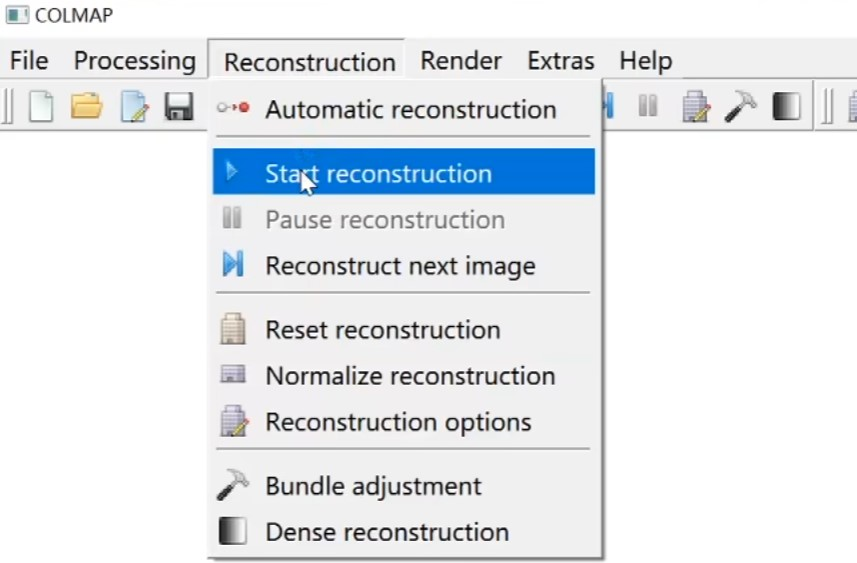 COLMAP
File Processing Reconstruction Render Extras Help
Automatic reconstruction
Start reconstruction
Pause reconstruction
Reconstruct next image
Reset reconstruction
Normalize reconstruction
Reconstruction options
Bundle adjustment
Dense reconstruction